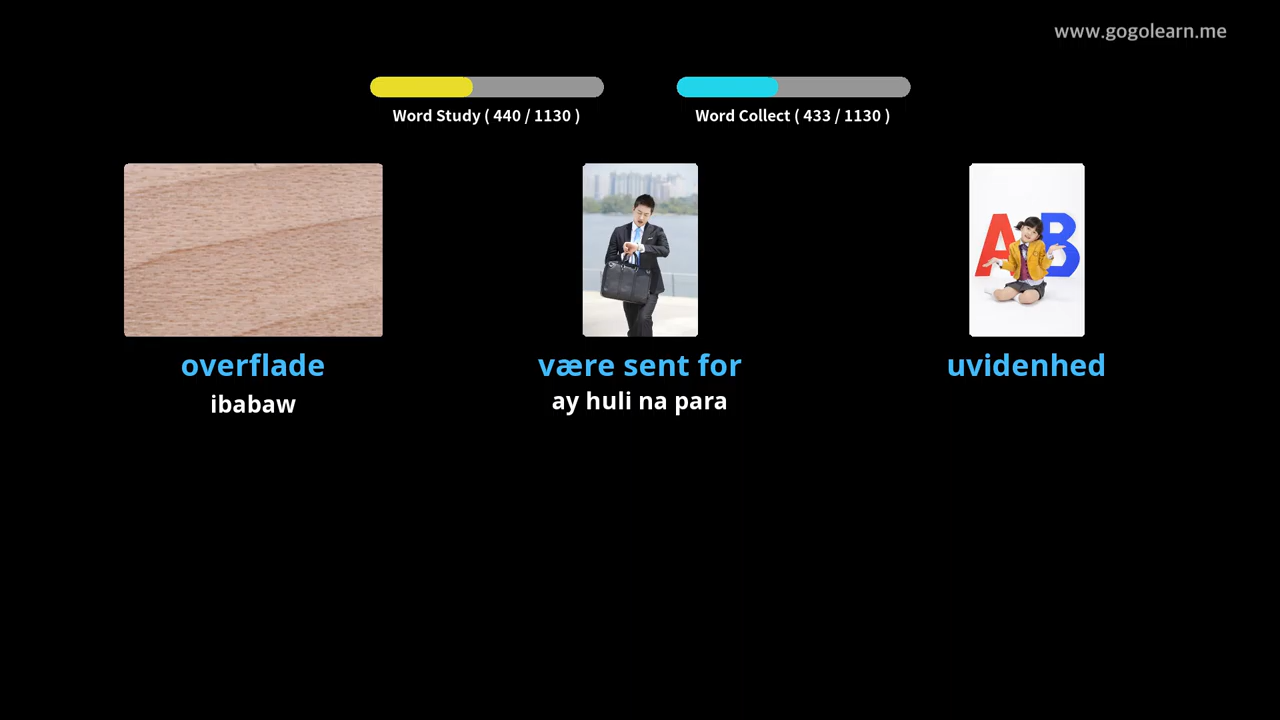 www.gogolearn.me
Word Study ( 440 / 1130 )
Word Collect ( 433 / 1130 )
A B
overflade
være sent for
uvidenhed
ibabaw
ay huli na para